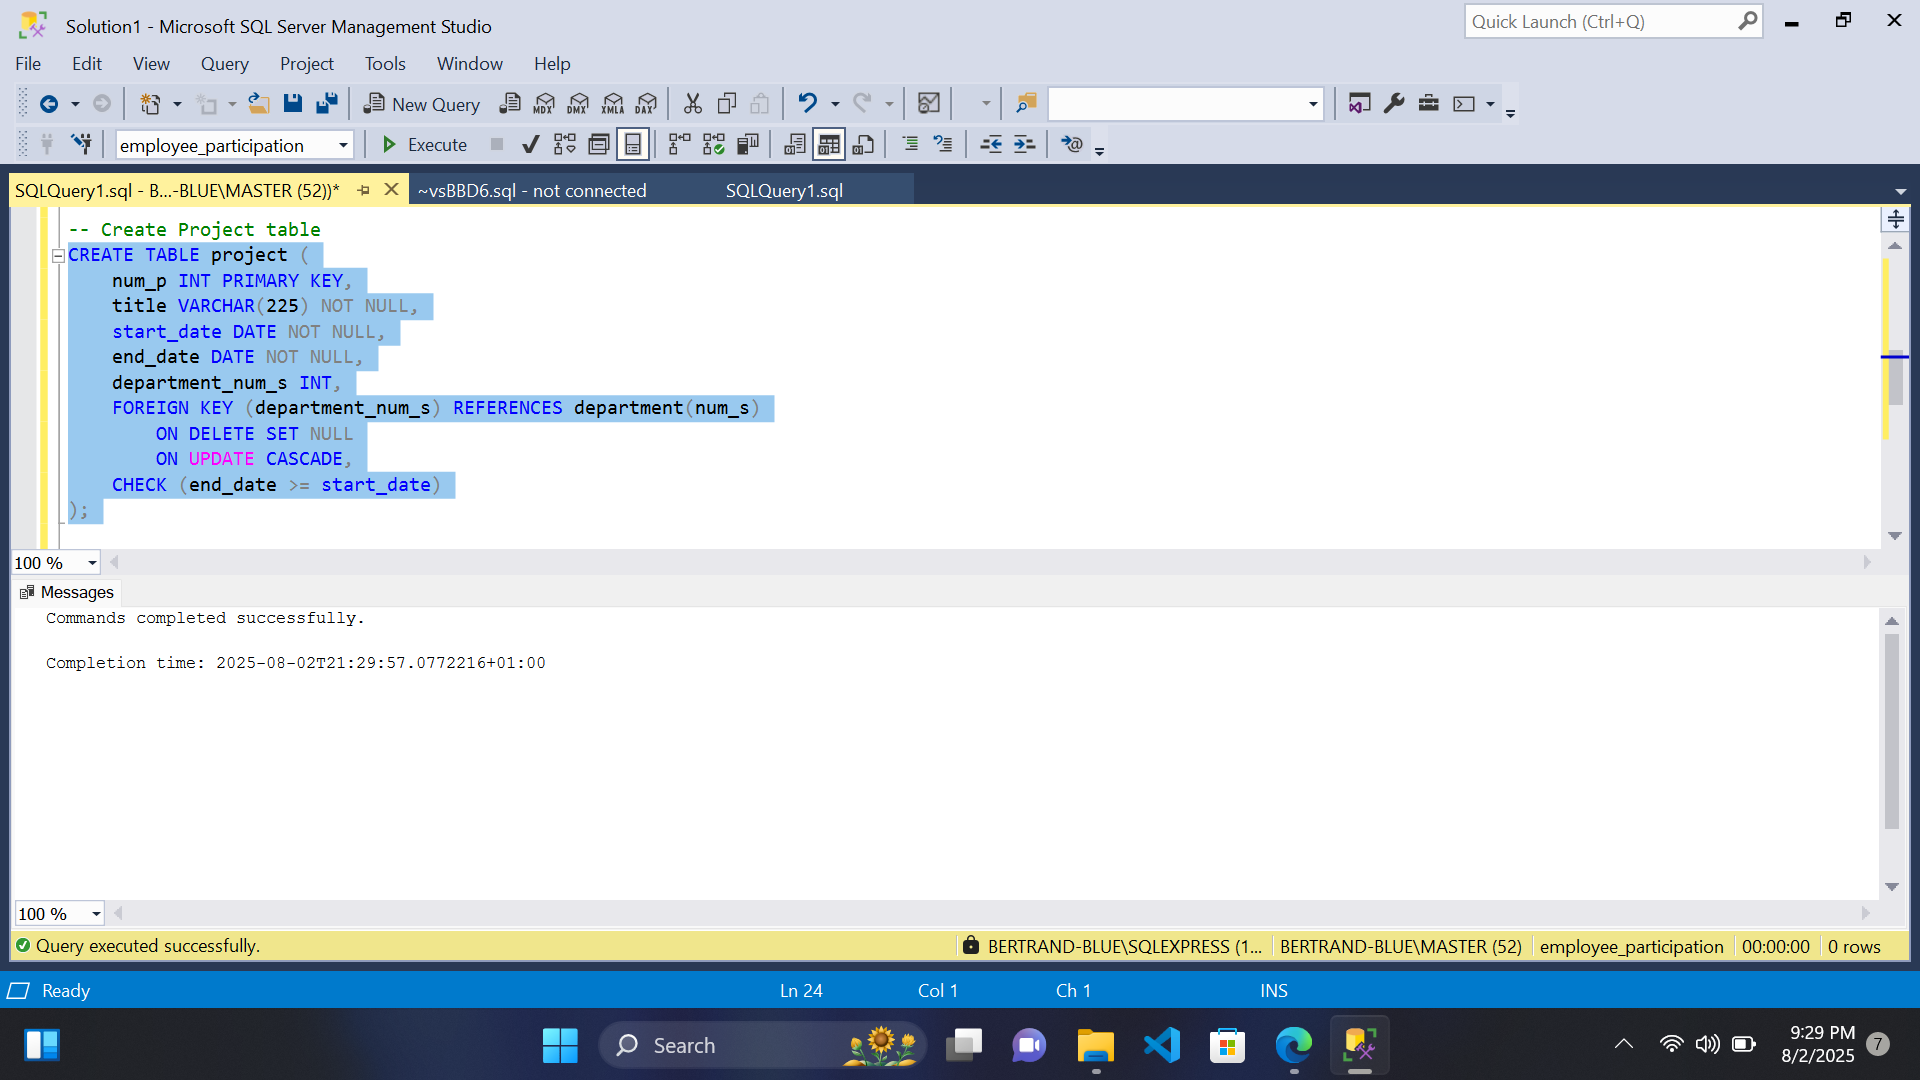 Solution1 - Microsoft SQL Server Management Studio
Quick Launch (Ctrl+Q)
File Edit View Query Project Tools Window Help
New Query MDX DMX XMLA DAX
employee_participation Execute
SQLQuery1.sql - B...-BLUE\MASTER (52))* ~vsBBD6.sql - not connected SQLQuery1.sql
-- Create Project table
CREATE TABLE project (
num_p INT PRIMARY KEY,
title VARCHAR(225) NOT NULL,
start_date DATE NOT NULL,
end_date DATE NOT NULL,
department_num_s INT,
FOREIGN KEY (department_num_s) REFERENCES department(num_s)
ON DELETE SET NULL
ON UPDATE CASCADE,
CHECK (end_date >= start_date)
);
100 %
Messages
Commands completed successfully.
Completion time: 2025-08-02T21:29:57.0772216+01:00
100 %
Query executed successfully. BERTRAND-BLUE\SQLEXPRESS (1... BERTRAND-BLUE\MASTER (52) employee_participation 00:00:00 0 rows
Ready Ln 24 Col 1 Ch 1 INS
Search
9:29 PM
8/2/2025
7